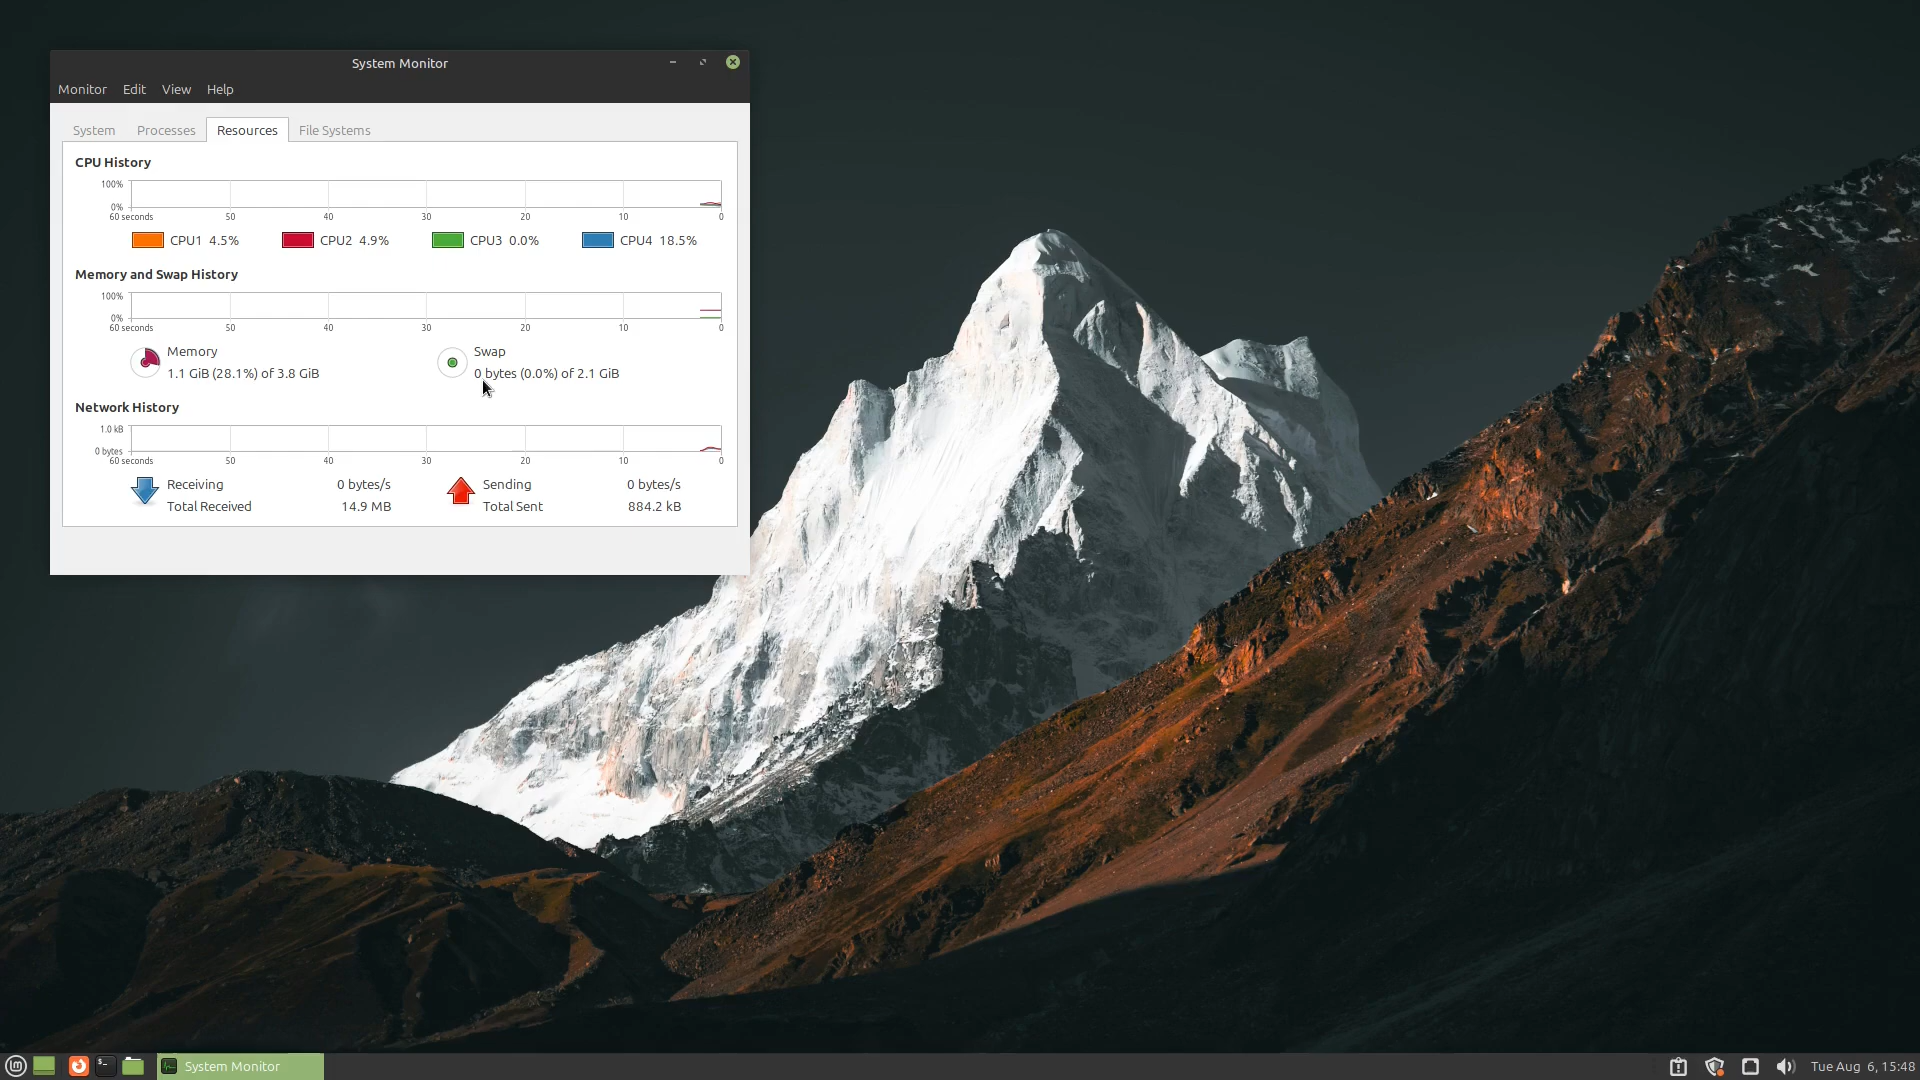 System Monitor
Monitor Edit View Help
System Processes Resources File Systems
CPU History
100%
0%
60 seconds 50 40 30 20 10 0
CPU1 4.5% CPU2 4.9% CPU3 0.0% CPU4 18.5%
Memory and Swap History
100%
0%
60 seconds 50 40 30 20 10 0
Memory Swap
1.1 GiB (28.1%) of 3.8 GiB 0 bytes (0.0%) of 2.1 GiB
Network History
1.0 kB
0 bytes
60 seconds 50 40 30 20 10 0
Receiving 0 bytes/s Sending 0 bytes/s
Total Received 14.9 MB Total Sent 884.2 kB
System Monitor Tue Aug 6, 15:48